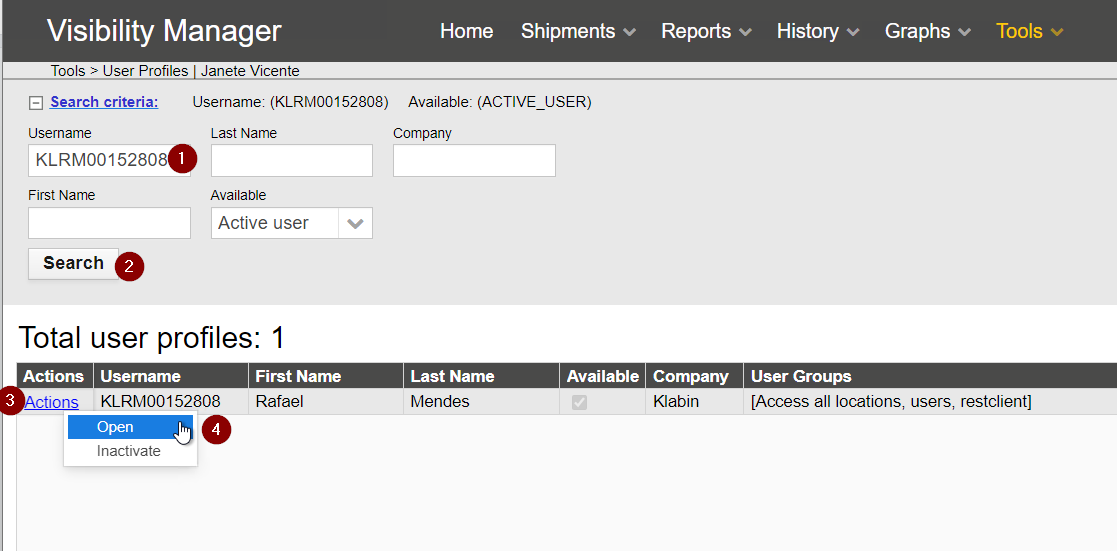 Visibility Manager Home Shipments Reports History Graphs Tools
Tools > User Profiles | Janete Vicente
Search criteria: Username: (KLRM00152808) Available: (ACTIVE_USER)
Username Last Name Company
KLRM00152808 1
First Name Available
Active user
Search 2
Total user profiles: 1
Actions Username First Name Last Name Available Company User Groups
3 Actions KLRM00152808 Rafael Mendes Klabin [Access all locations, users, restclient]
Open 4
Inactivate